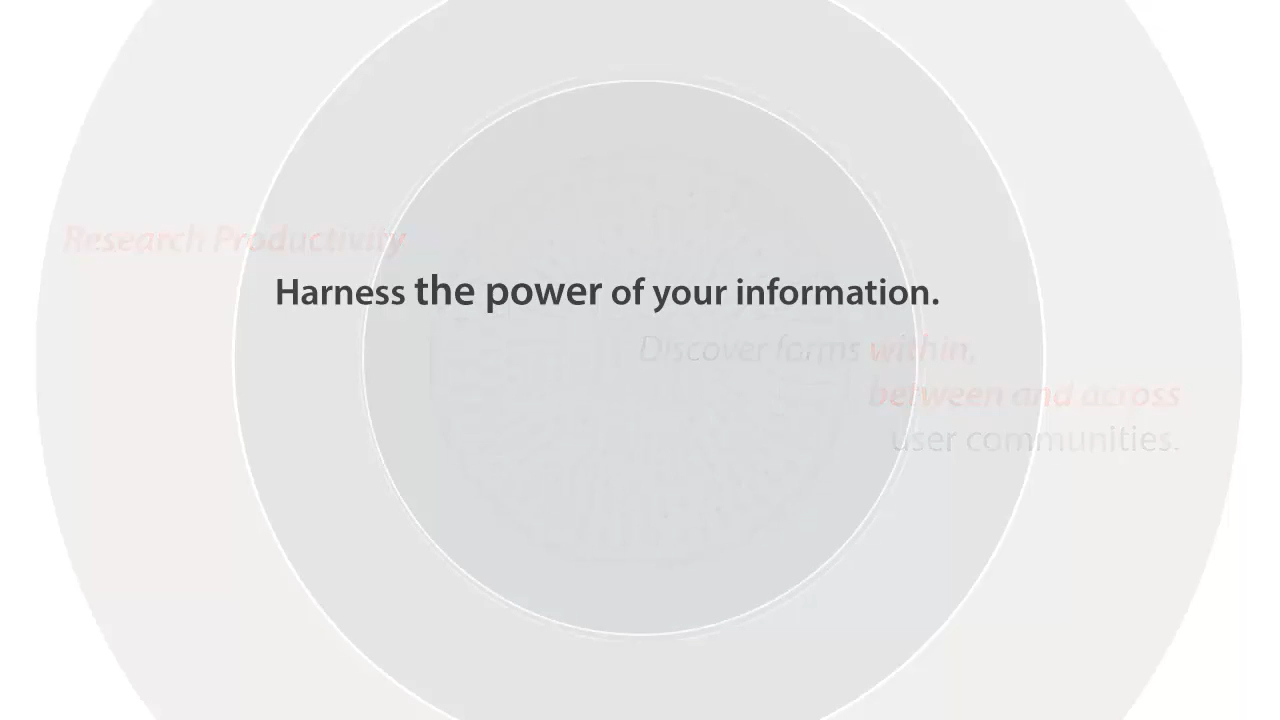 Research Productivity
Harness the power of your information.
Discover forms within,
between and across
user communities.